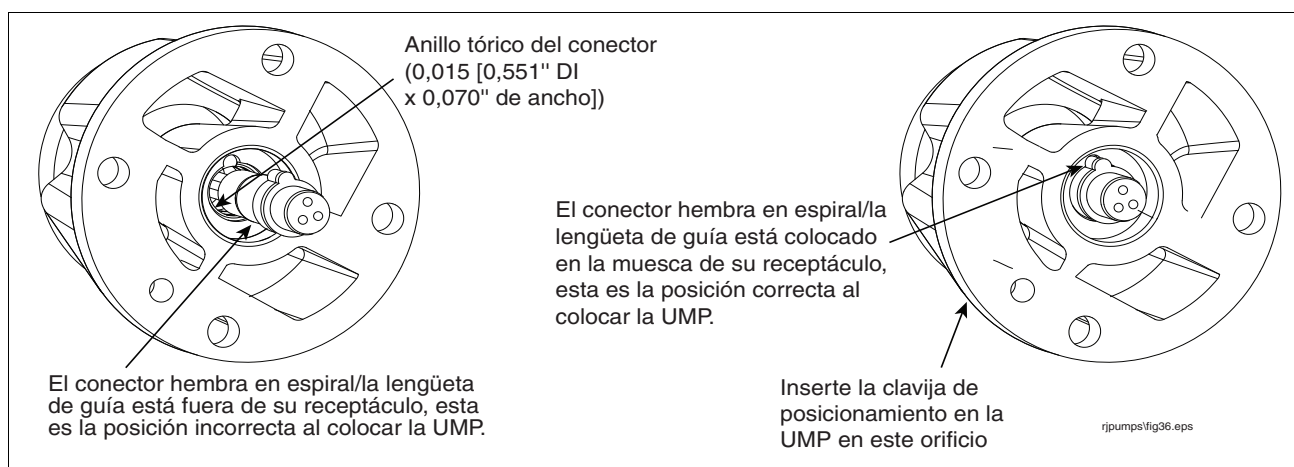 Anillo tórico del conector
(0,015 [0,551" DI
x 0,070" de ancho])
El conector hembra en espiral/la
lengüeta de guía está colocado
en la muesca de su receptáculo,
esta es la posición correcta al
colocar la UMP.
El conector hembra en espiral/la lengüeta
de guía está fuera de su receptáculo, esta
es la posición incorrecta al colocar la UMP.
Inserte la clavija de
posicionamiento en la
UMP en este orificio
rjpumps\fig36.eps